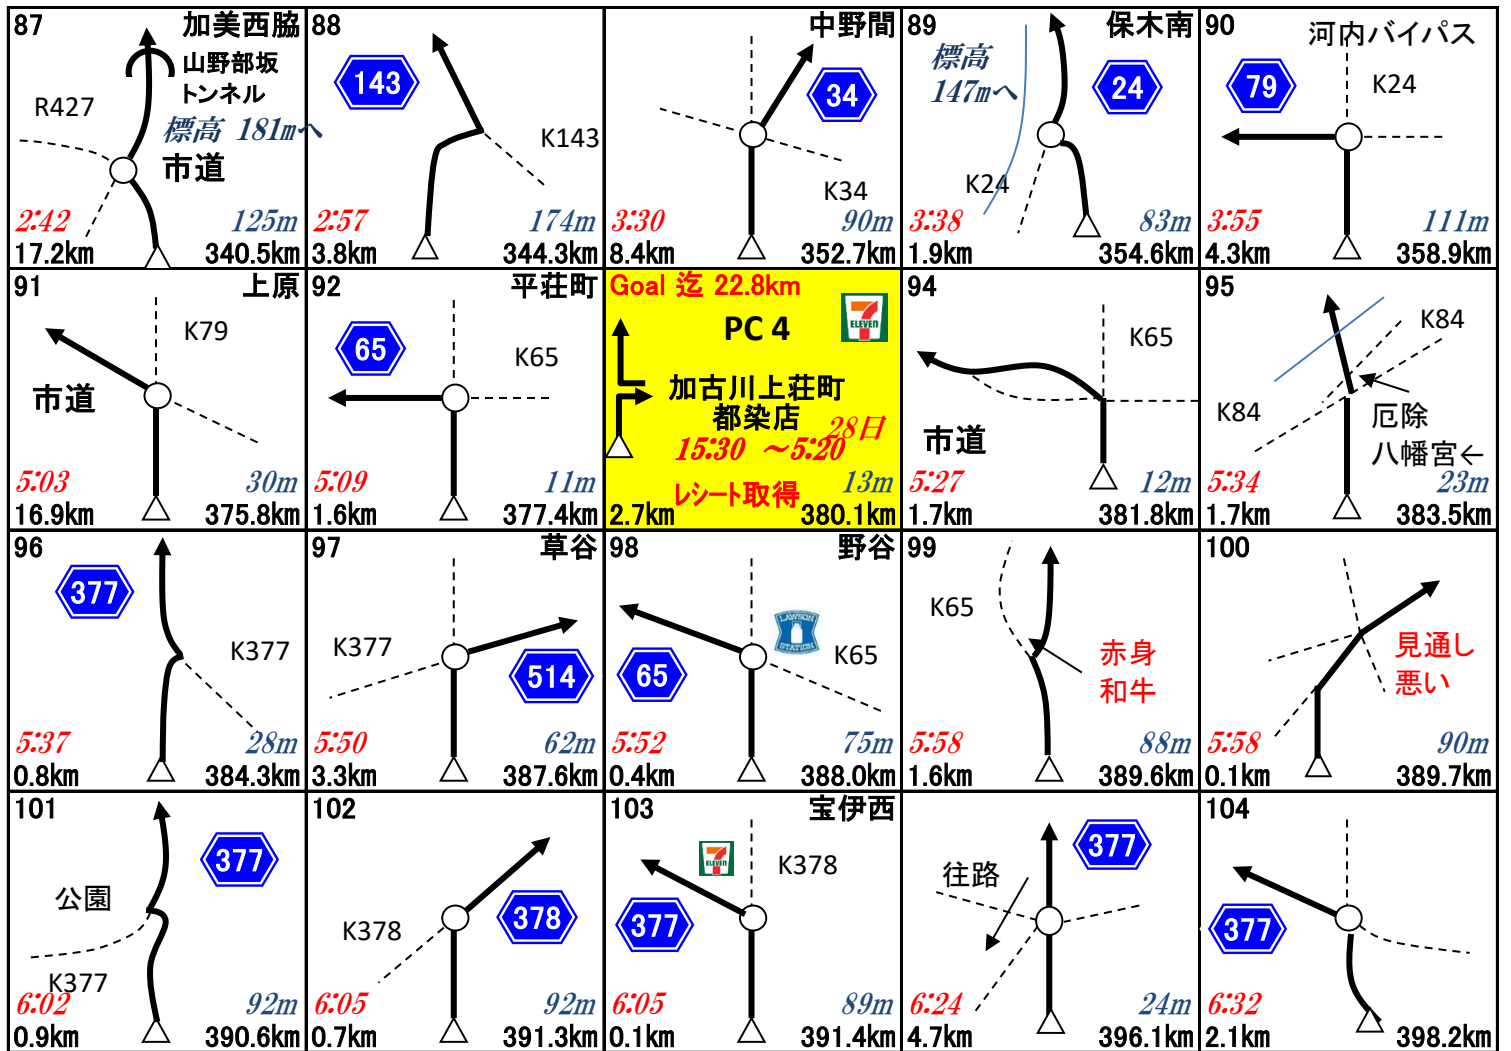 87 加美西脇
山野部坂
トンネル
R427
標高 181mへ
市道
2:42 125m
17.2km 340.5km
88
143
K143
2:57 174m
3.8km 344.3km
中野間
34
K34
3:30 90m
8.4km 352.7km
89 保木南
標高
147mへ
24
K24
3:38 83m
1.9km 354.6km
90
河内バイパス
79
K24
3:55 111m
4.3km 358.9km
91 上原
K79
市道
5:03 30m
16.9km 375.8km
92 平荘町
65
K65
5:09 11m
1.6km 377.4km
Goal 迄 22.8km
PC 4
7
ELEVEN
加古川上荘町
都染店
28日
15:30 ～5:20
レシート取得
13m
2.7km 380.1km
94
K65
市道
5:27 12m
1.7km 381.8km
95
K84
K84
厄除
八幡宮←
5:34 23m
1.7km 383.5km
96
377
K377
5:37 28m
0.8km 384.3km
97 草谷
K377
514
5:50 62m
3.3km 387.6km
98 野谷
LAWSON
STATION
65
K65
5:52 75m
0.4km 388.0km
99
K65
赤身
和牛
5:58 88m
1.6km 389.6km
100
見通し
悪い
5:58 90m
0.1km 389.7km
101
377
公園
K377
6:02 92m
0.9km 390.6km
102
K378
378
6:05 92m
0.7km 391.3km
103 宝伊西
7
ELEVEN
K378
377
6:05 89m
0.1km 391.4km
377
往路
6:24 24m
4.7km 396.1km
104
377
6:32
2.1km 398.2km